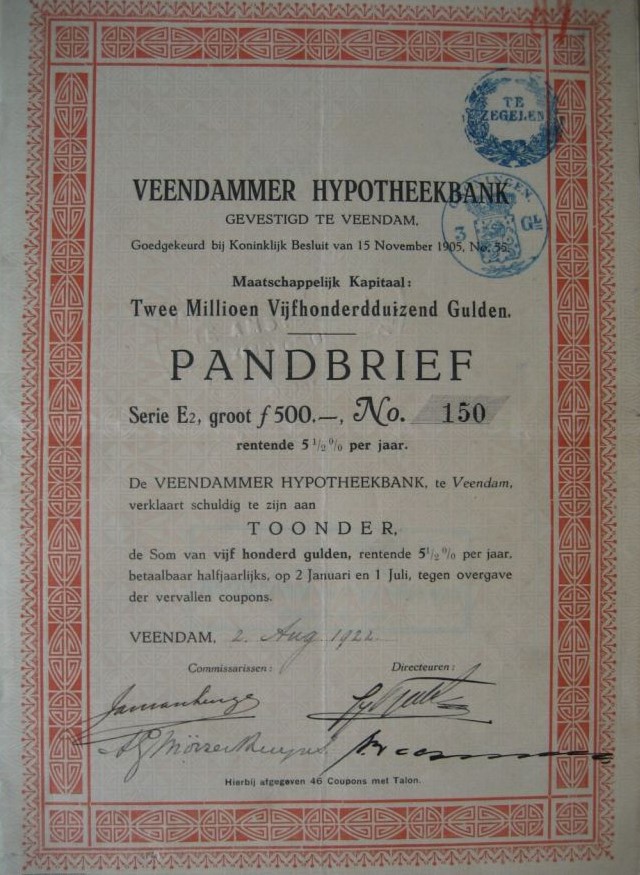 TE
ZEGELEN
GRONINGEN.
3 GLN
VEENDAMMER HYPOTHEEKBANK
GEVESTIGD TE VEENDAM,
Goedgekeurd bij Koninklijk Besluit van 15 November 1905, No. 55.
Maatschappelijk Kapitaal:
Twee Millioen Vijfhonderdduizend Gulden.
PANDBRIEF
Serie E2, groot f 500.—, No. 150
rentende 5 1/2 % per jaar.
De VEENDAMMER HYPOTHEEKBANK, te Veendam,
verklaart schuldig te zijn aan
TOONDER,
de Som van vijf honderd gulden, rentende 5 1/2 % per jaar,
betaalbaar halfjaarlijks, op 2 Januari en 1 Juli, tegen overgave
der vervallen coupons.
VEENDAM, 2 Aug 1922
Commissarissen: Directeuren:
Hierbij afgegeven 46 Coupons met Talon.